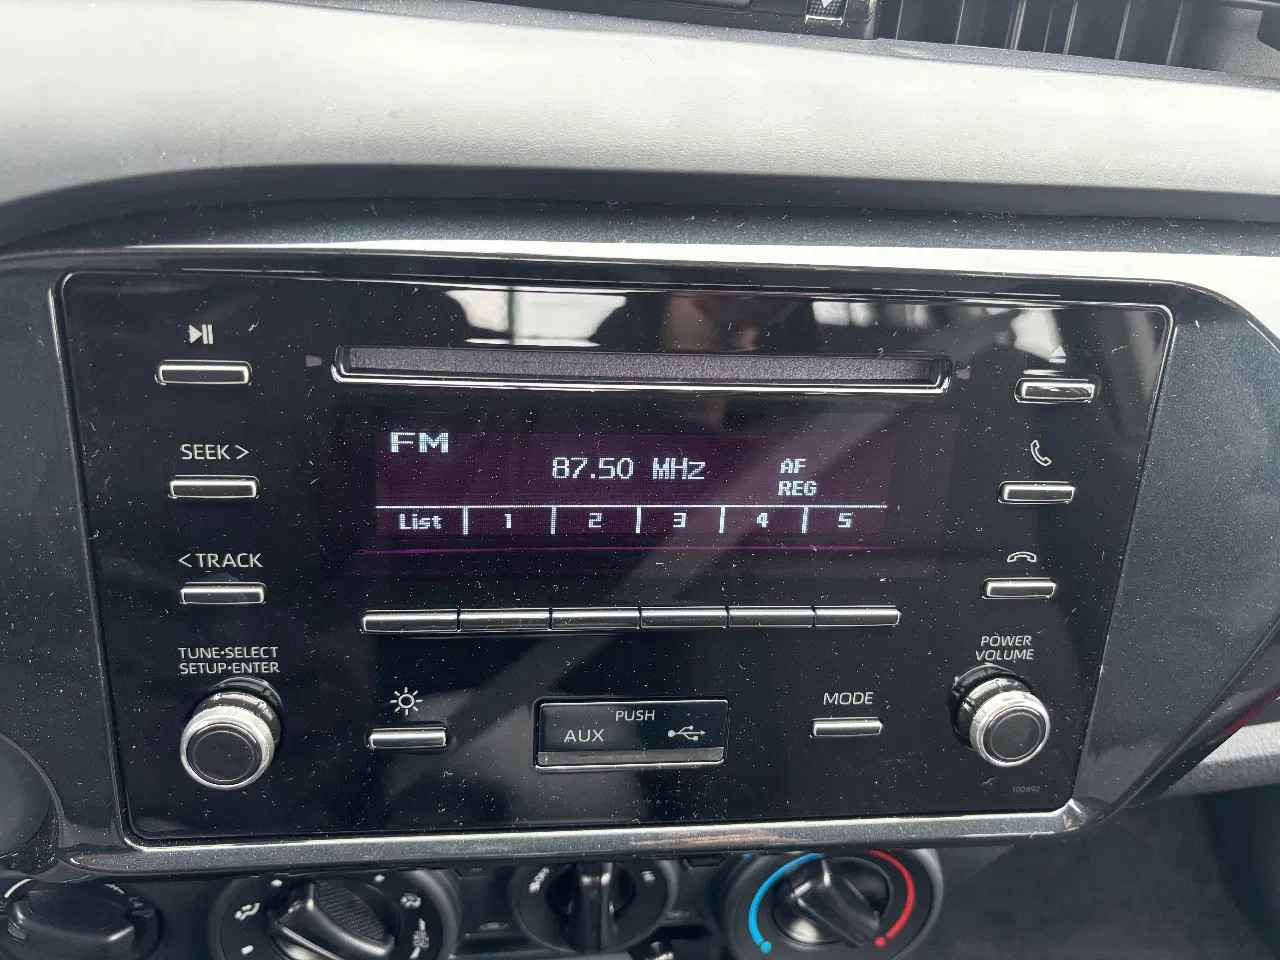 SEEK >
< TRACK
TUNE•SELECT
SETUP•ENTER
FM
87.50 MHz
AF
REG
List 1 2 3 4 5
PUSH
AUX
MODE
POWER
VOLUME
100692